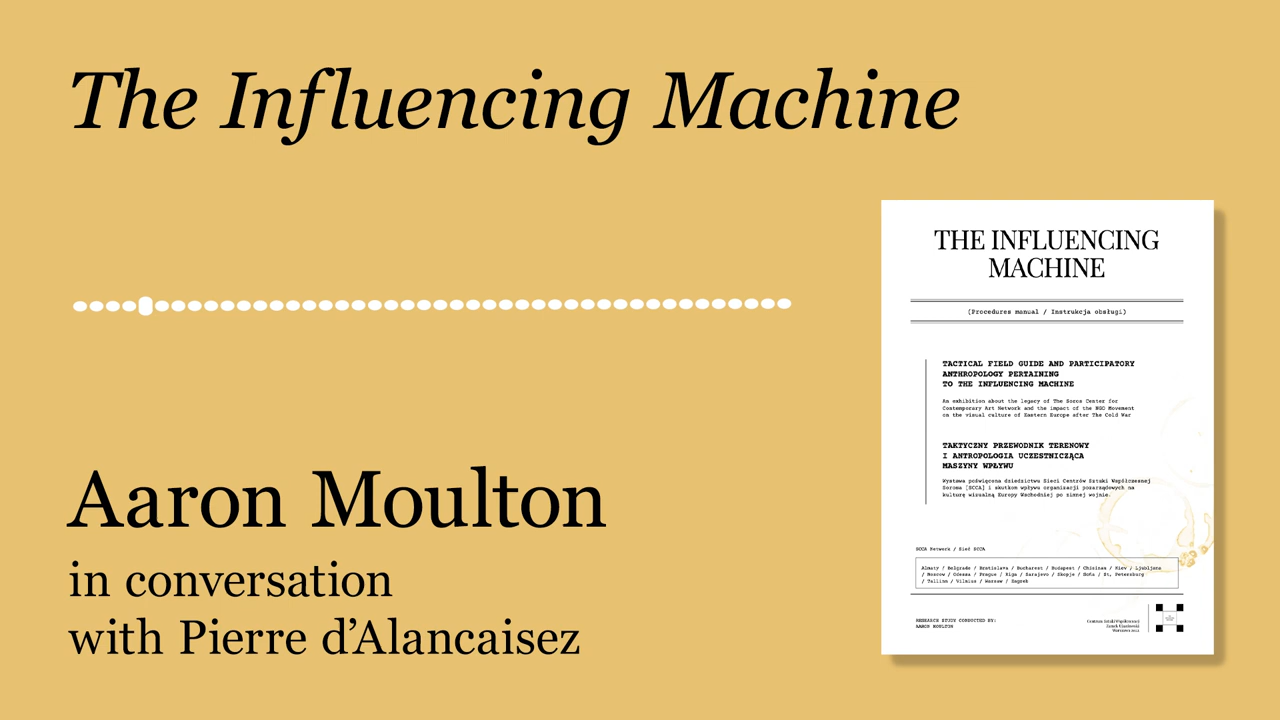 The Influencing Machine
THE INFLUENCING
MACHINE
(Procedures manual / Instrukcja obsługi)
TACTICAL FIELD GUIDE AND PARTICIPATORY
ANTHROPOLOGY PERTAINING
TO THE INFLUENCING MACHINE
An exhibition about the legacy of The Soros Center for
Contemporary Art Network and the impact of the NGO Movement
on the visual culture of Eastern Europe after The Cold War
TAKTYCZNY PRZEWODNIK TERENOWY
I ANTROPOLOGIA UCZESTNICZĄCA
MASZYNY WPŁYWU
Wystawa poświęcona dziedzictwu Sieci Centrów Sztuki Współczesnej
Sorosa [SCCA] i skutkom wpływu organizacji pozarządowych na
kulturę wizualną Europy Wschodniej po zimnej wojnie.
SCCA Network / Sieć SCCA
Almaty / Belgrade / Bratislava / Bucharest / Budapest / Chisinau / Kiev / Ljubljana
/ Moscow / Odessa / Prague / Riga / Sarajevo / Skopje / Sofia / St. Petersburg
/ Tallinn / Vilnius / Warsaw / Zagreb
RESEARCH STUDY CONDUCTED BY:
AARON MOULTON
Centrum Sztuki Współczesnej
Zamek Ujazdowski
Aaron Moulton
in conversation
with Pierre d’Alancaisez